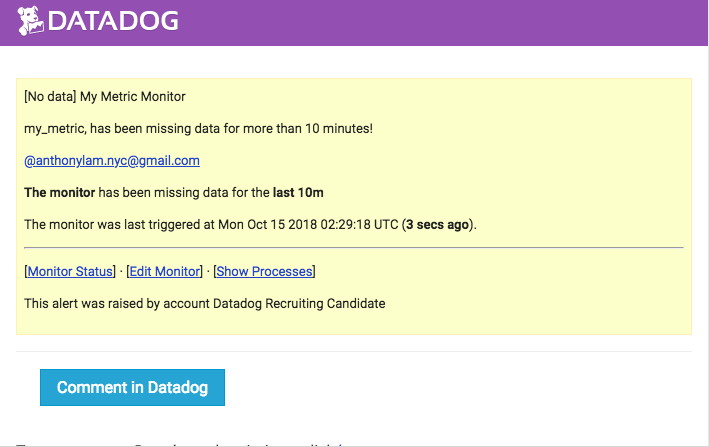 DATADOG
[No data] My Metric Monitor
my_metric, has been missing data for more than 10 minutes!
@anthonylam.nyc@gmail.com
The monitor has been missing data for the last 10m
The monitor was last triggered at Mon Oct 15 2018 02:29:18 UTC (3 secs ago).
[Monitor Status] · [Edit Monitor] · [Show Processes]
This alert was raised by account Datadog Recruiting Candidate
Comment in Datadog